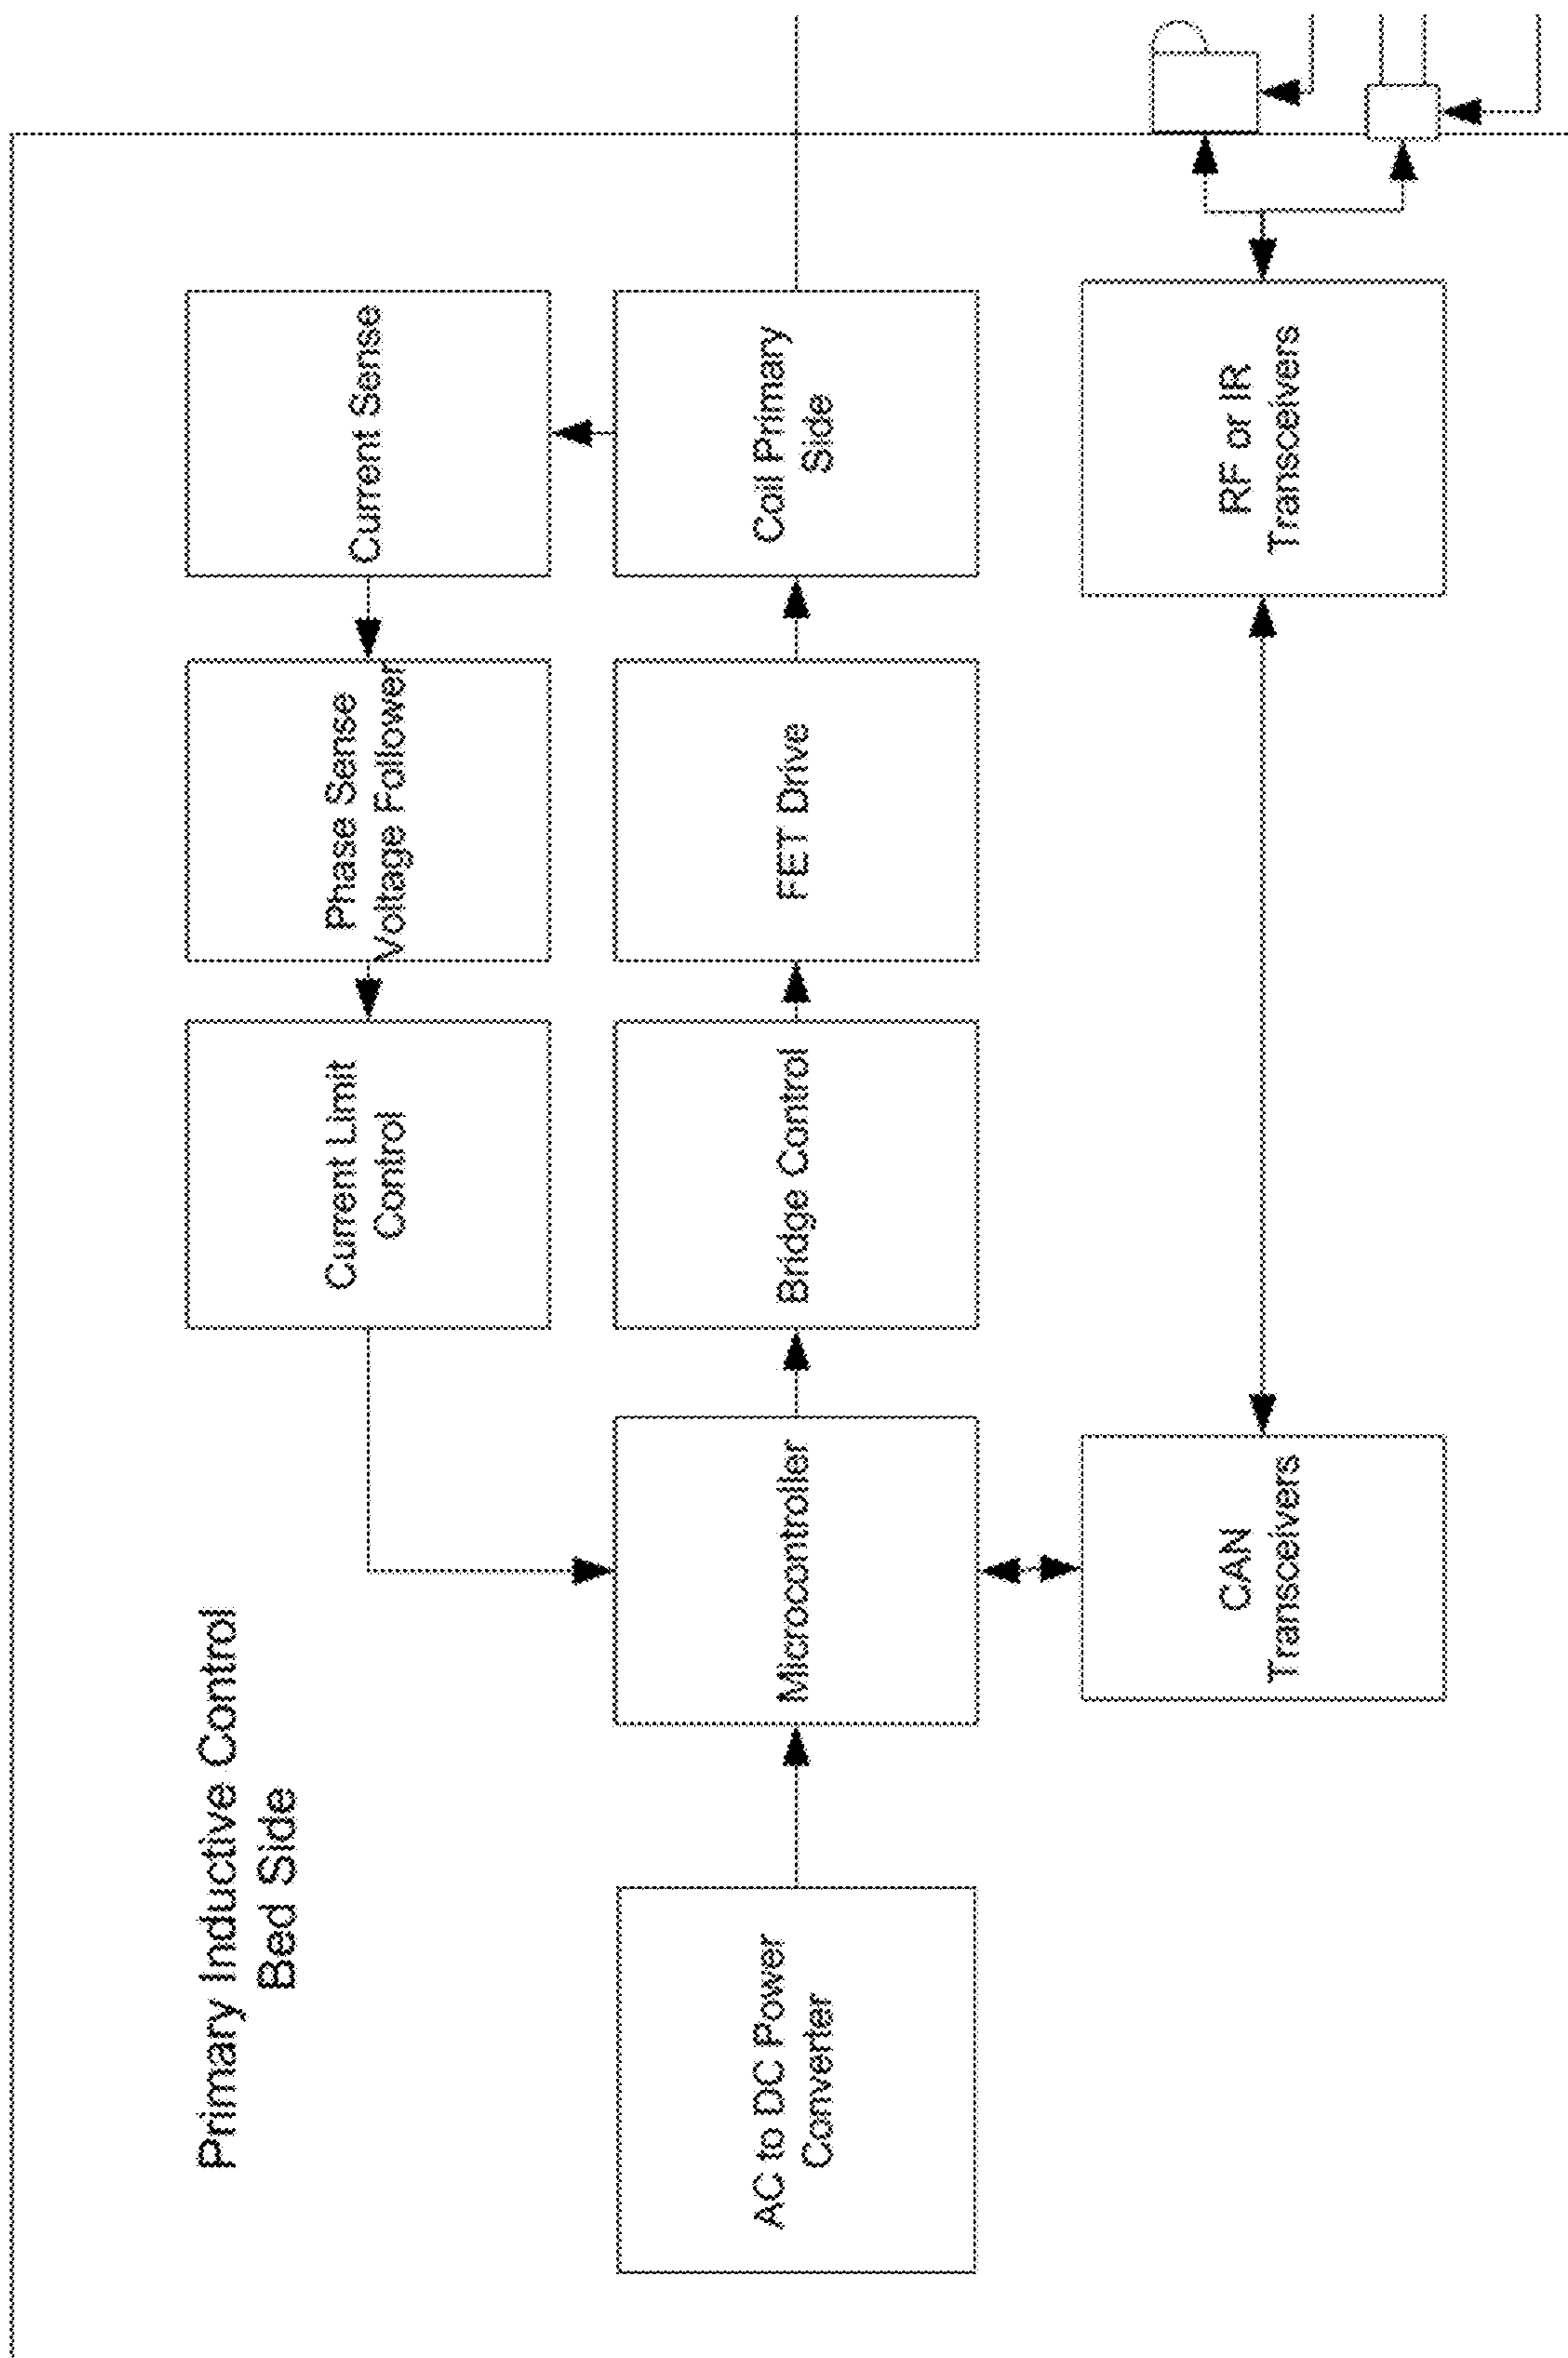 Primary Inductive Control
Bed Side
Current Limit
Control
Phase Sense
Voltage Follower
Current Sense
AC to DC Power
Converter
Microcontroller
Bridge Control
FET Drive
Coil Primary
Side
CAN
Transceivers
RF or IR
Transceivers